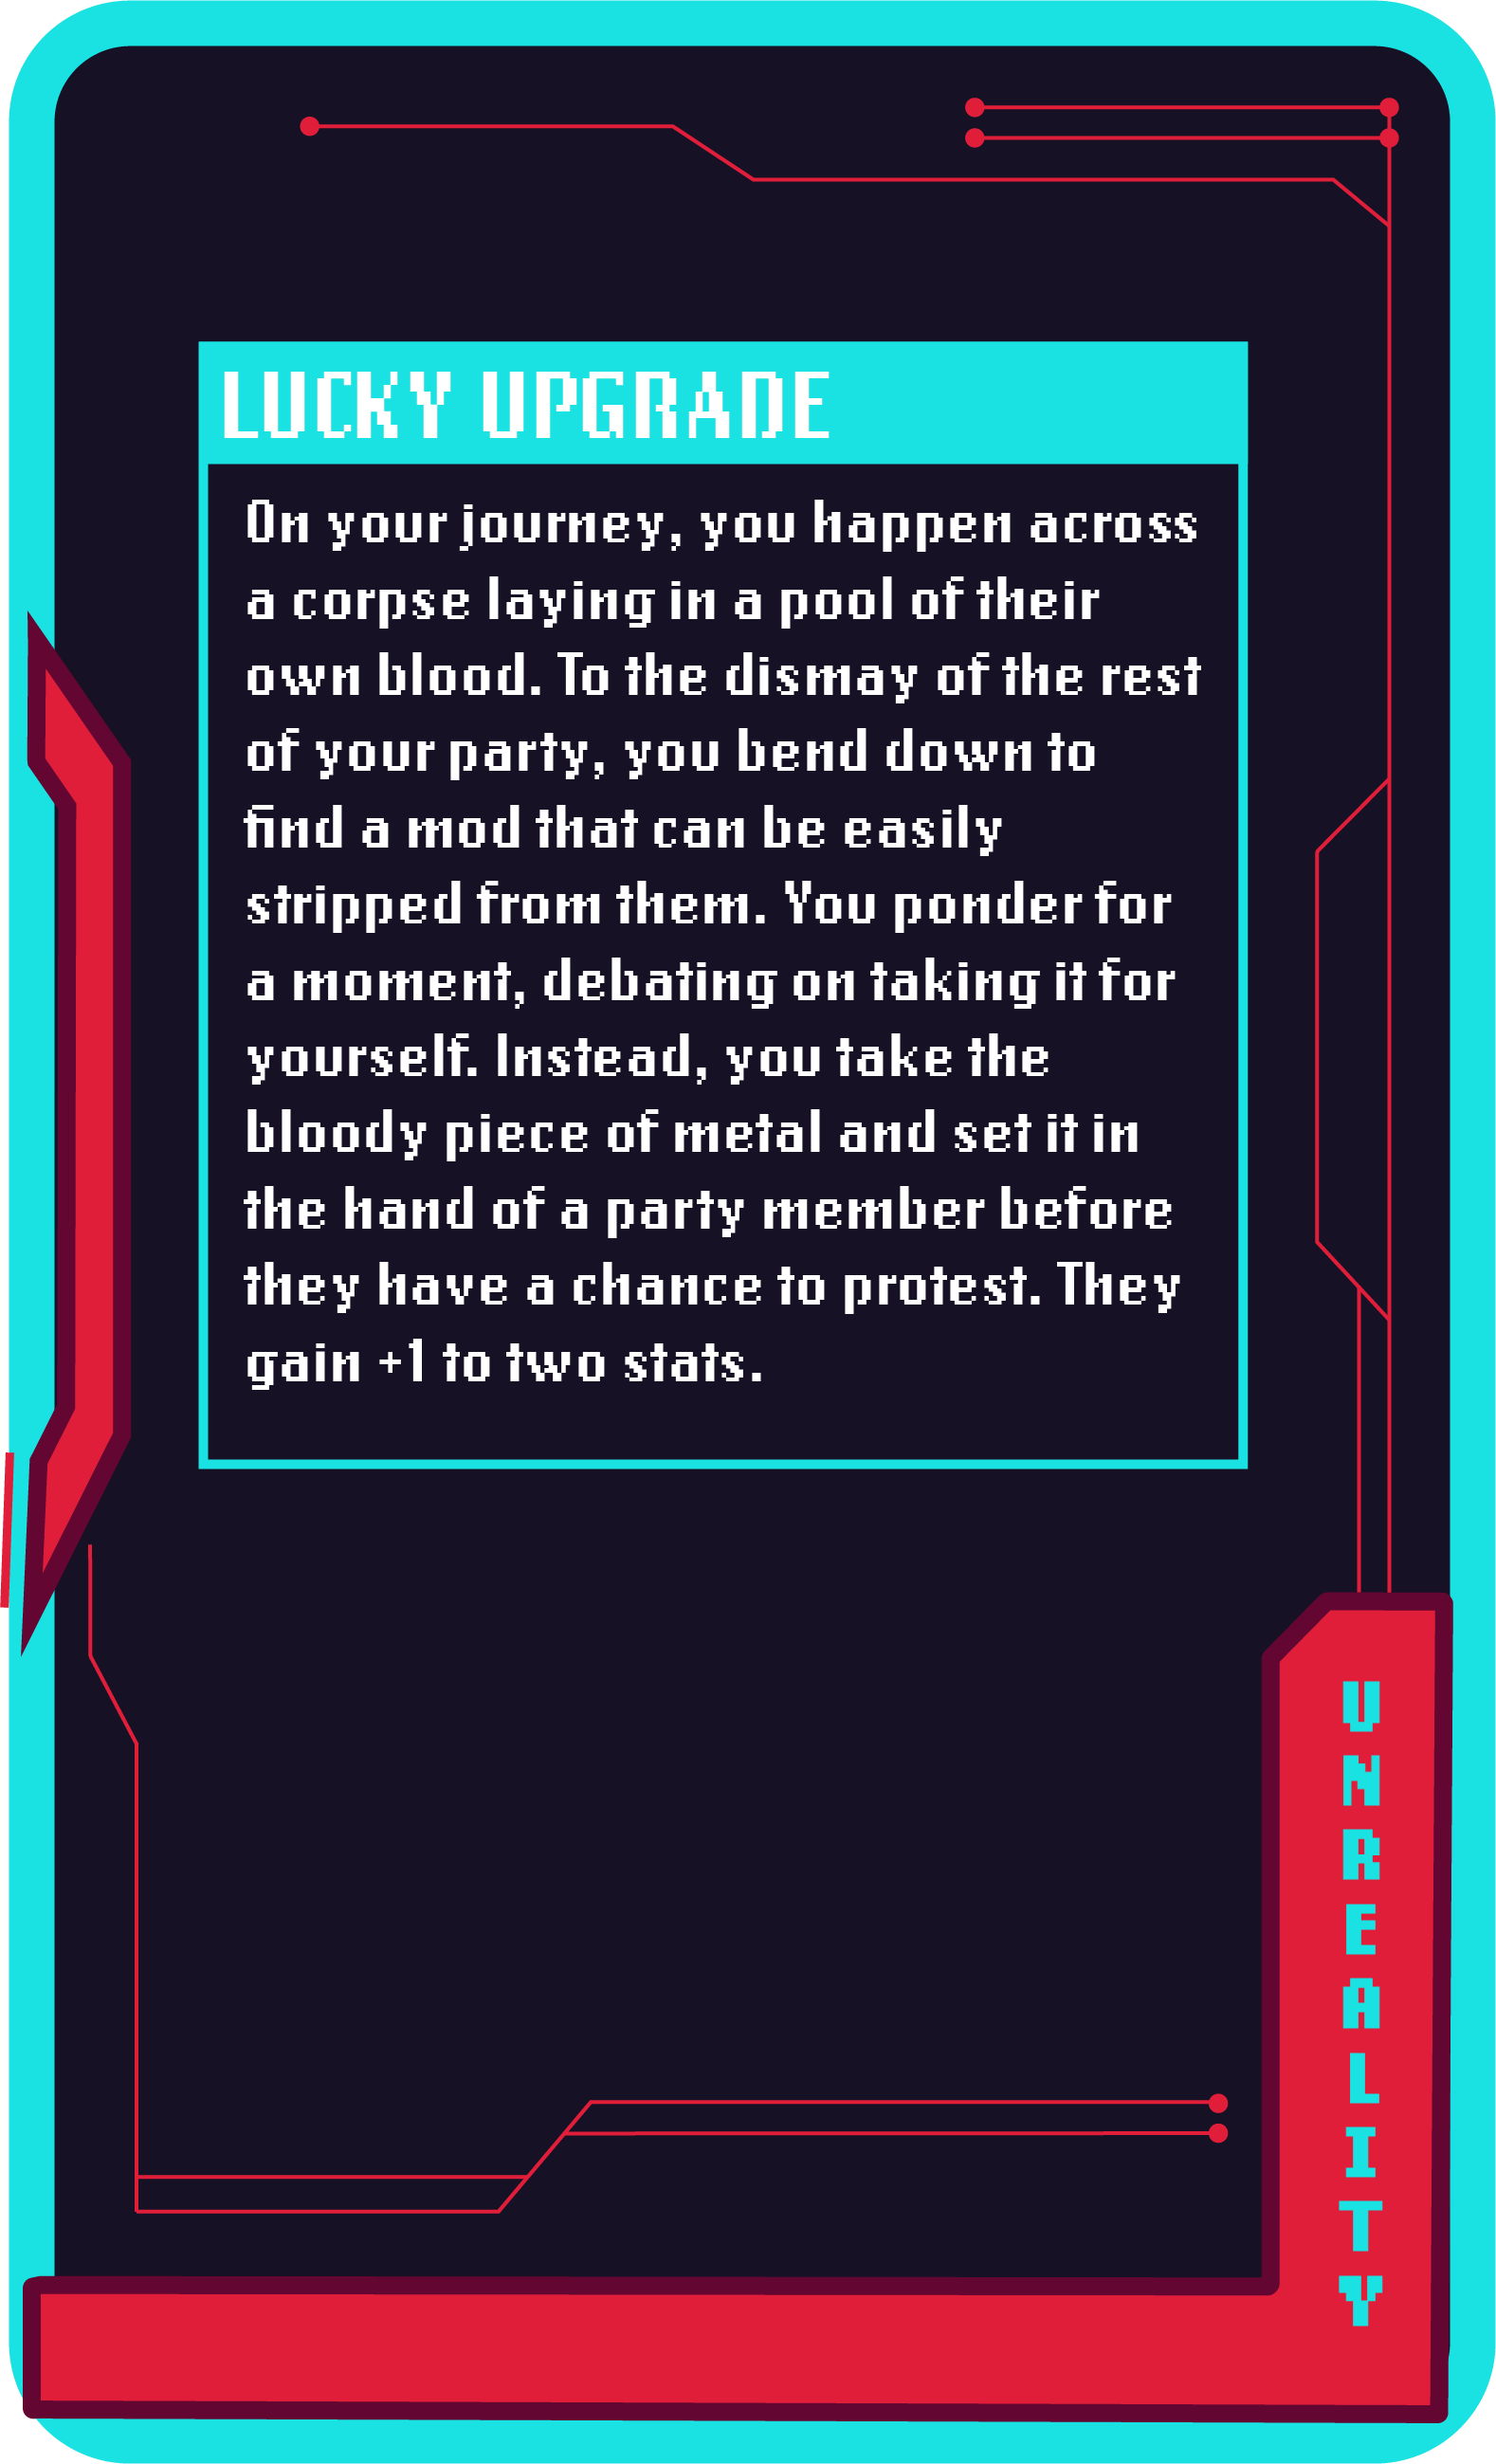 LUCKY UPGRADE
On your journey, you happen across
a corpse laying in a pool of their
own blood. To the dismay of the rest
of your party, you bend down to
find a mod that can be easily
stripped from them. You ponder for
a moment, debating on taking it for
yourself. Instead, you take the
bloody piece of metal and set it in
the hand of a party member before
they have a chance to protest. They
gain +1 to two stats.
UNREALITY